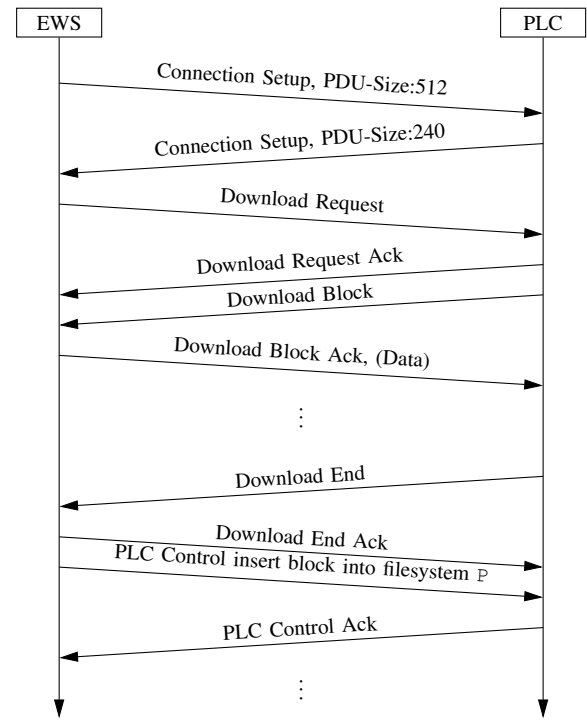 EWS
PLC
Connection Setup, PDU-Size:512
Connection Setup, PDU-Size:240
Download Request
Download Request Ack
Download Block
Download Block Ack, (Data)
⋮
Download End
Download End Ack
PLC Control insert block into filesystem P
PLC Control Ack
⋮